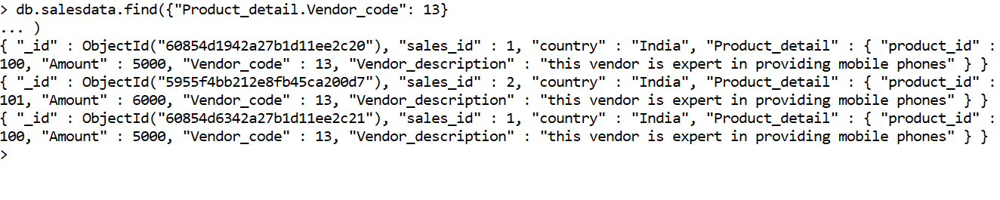 > db.salesdata.find({"Product_detail.Vendor_code": 13}
... )
{ "_id" : ObjectId("60854d1942a27b1d11ee2c20"), "sales_id" : 1, "country" : "India", "Product_detail" : { "product_id" :
100, "Amount" : 5000, "Vendor_code" : 13, "Vendor_description" : "this vendor is expert in providing mobile phones" } }
{ "_id" : ObjectId("5955f4bb212e8fb45ca200d7"), "sales_id" : 2, "country" : "India", "Product_detail" : { "product_id" :
101, "Amount" : 6000, "Vendor_code" : 13, "Vendor_description" : "this vendor is expert in providing mobile phones" } }
{ "_id" : ObjectId("60854d6342a27b1d11ee2c21"), "sales_id" : 1, "country" : "India", "Product_detail" : { "product_id" :
100, "Amount" : 5000, "Vendor_code" : 13, "Vendor_description" : "this vendor is expert in providing mobile phones" } }
>